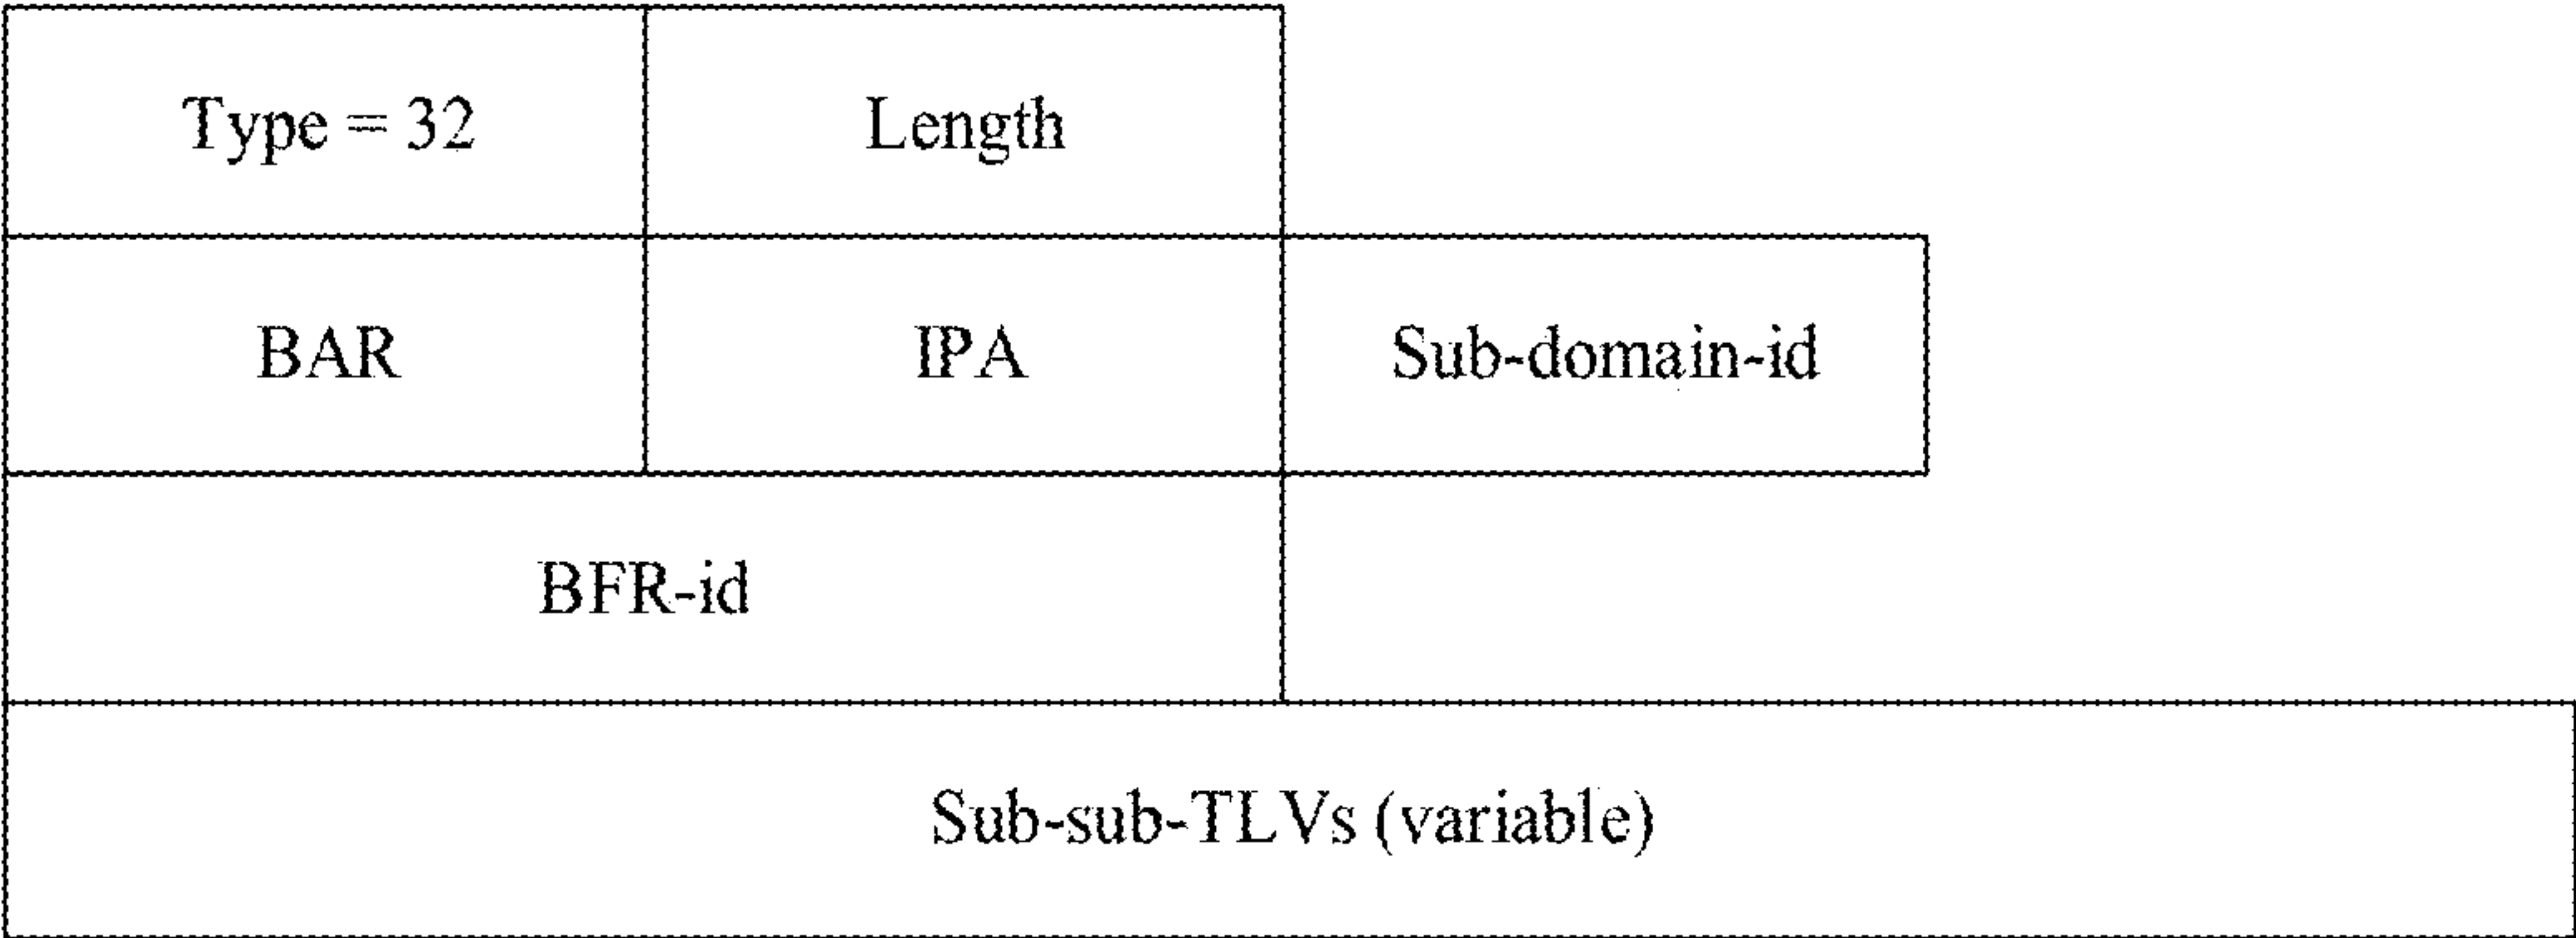 Type = 32 Length
BAR IPA Sub-domain-id
BFR-id
Sub-sub-TLVs (variable)